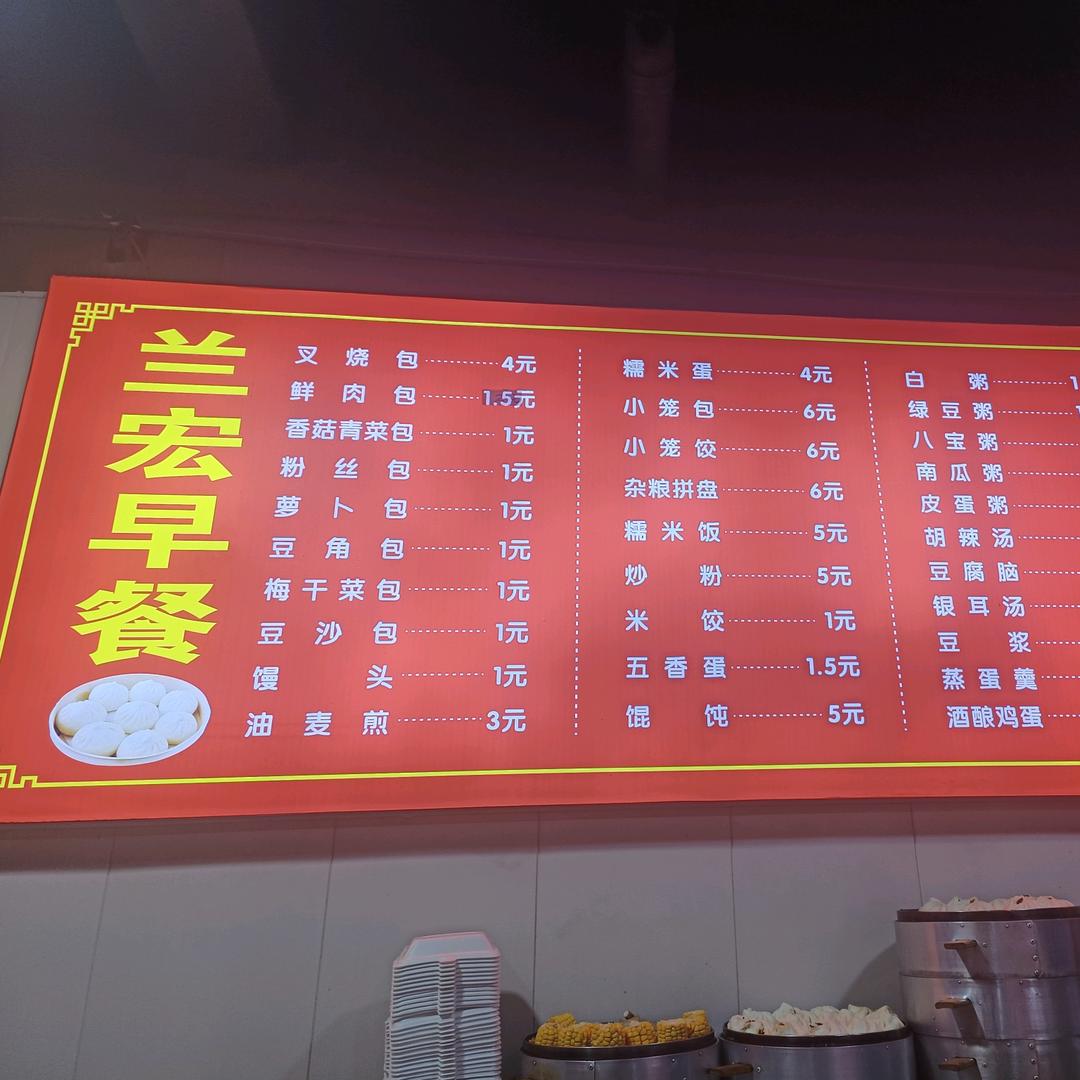 兰宏早餐
叉烧包 4元
鲜肉包 1.5元
香菇青菜包 1元
粉丝包 1元
萝卜包 1元
豆角包 1元
梅干菜包 1元
豆沙包 1元
馒头 1元
油麦煎 3元
糯米蛋 4元
小笼包 6元
小笼饺 6元
杂粮拼盘 6元
糯米饭 5元
炒粉 5元
米饺 1元
五香蛋 1.5元
馄饨 5元
白粥
绿豆粥
八宝粥
南瓜粥
皮蛋粥
胡辣汤
豆腐脑
银耳汤
豆浆
蒸蛋羹
酒酿鸡蛋